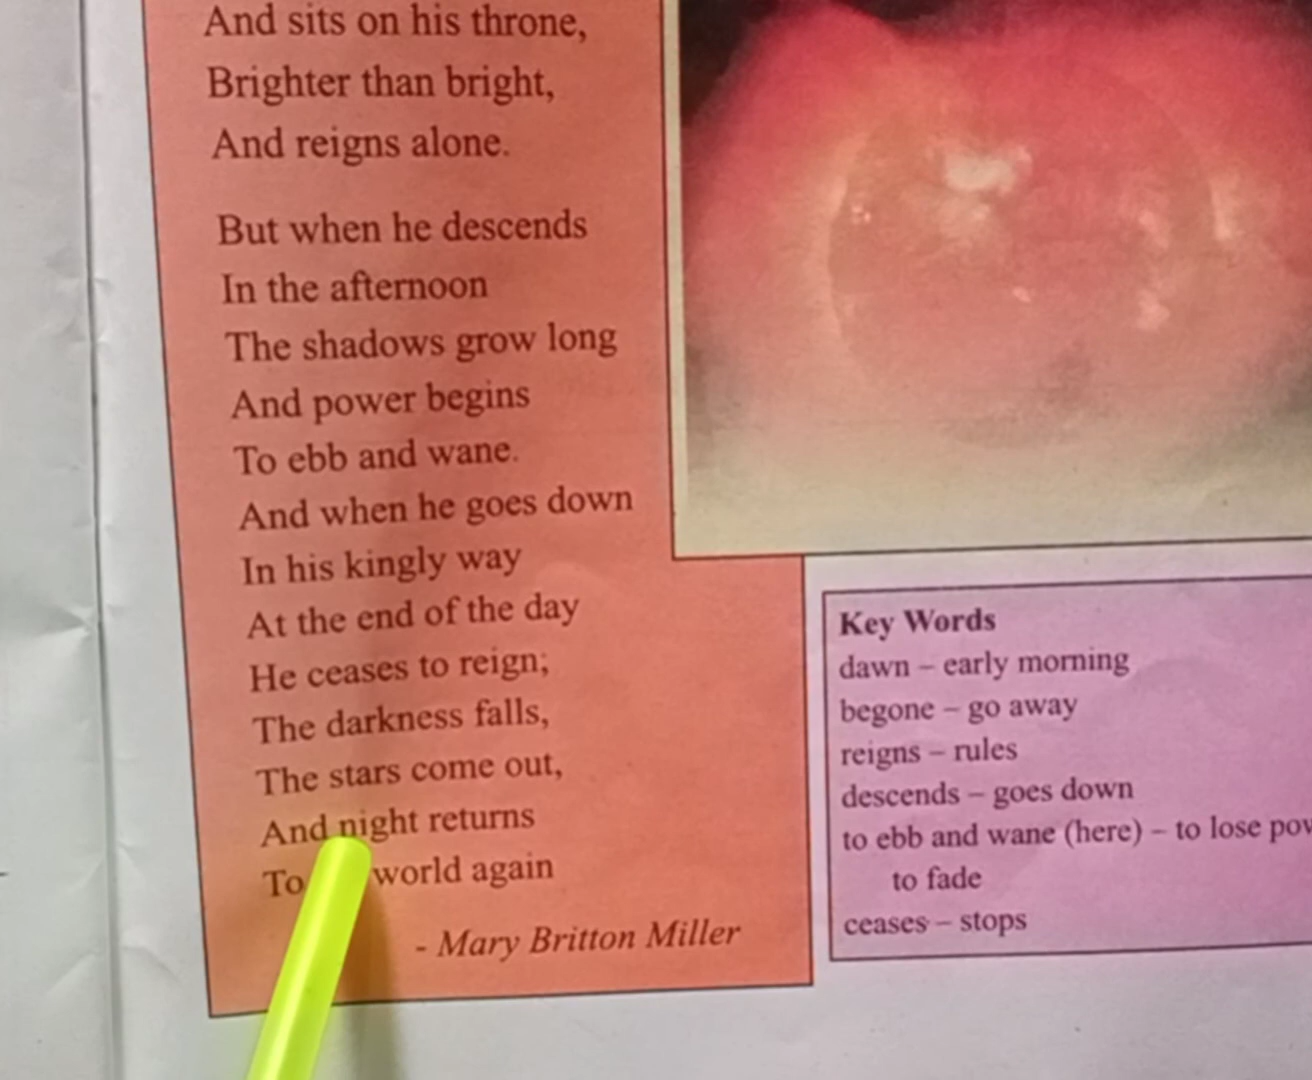 And sits on his throne,
Brighter than bright,
And reigns alone.
But when he descends
In the afternoon
The shadows grow long
And power begins
To ebb and wane.
And when he goes down
In his kingly way
At the end of the day
He ceases to reign;
The darkness falls,
The stars come out,
And night returns
To world again
- Mary Britton Miller
Key Words
dawn – early morning
begone – go away
reigns – rules
descends – goes down
to ebb and wane (here) – to lose
to fade
ceases – stops